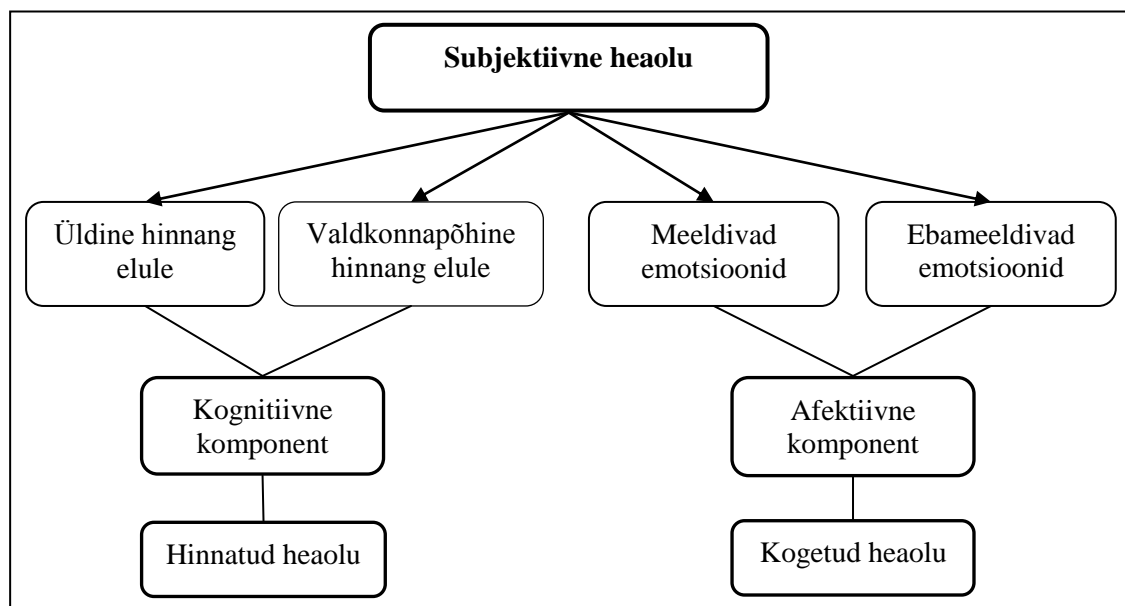 Subjektiivne heaolu
Üldine hinnang
elule
Valdkonnapõhine
hinnang elule
Meeldivad
emotsioonid
Ebameeldivad
emotsioonid
Kognitiivne
komponent
Afektiivne
komponent
Hinnatud heaolu
Kogetud heaolu